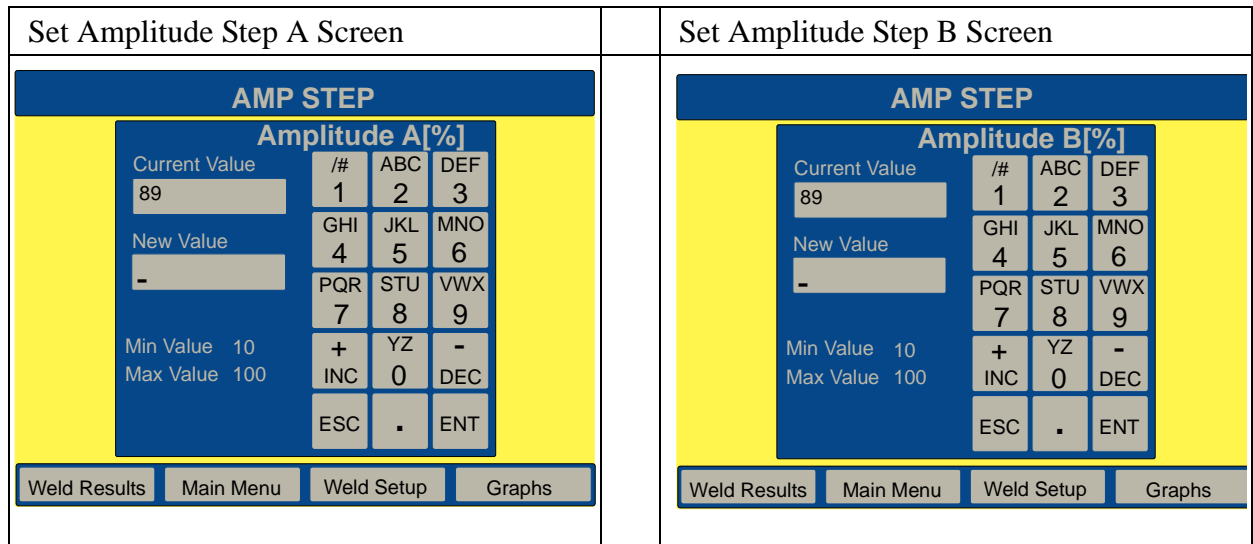 Set Amplitude Step A Screen
AMP STEP
Amplitude A[%]
Current Value
89
New Value
-
Min Value 10
Max Value 100
/# ABC DEF
1 2 3
GHI JKL MNO
4 5 6
PQR STU VWX
7 8 9
+ YZ -
INC 0 DEC
ESC . ENT
Weld Results Main Menu Weld Setup Graphs
Set Amplitude Step B Screen
AMP STEP
Amplitude B[%]
Current Value
89
New Value
-
Min Value 10
Max Value 100
/# ABC DEF
1 2 3
GHI JKL MNO
4 5 6
PQR STU VWX
7 8 9
+ YZ -
INC 0 DEC
ESC . ENT
Weld Results Main Menu Weld Setup Graphs